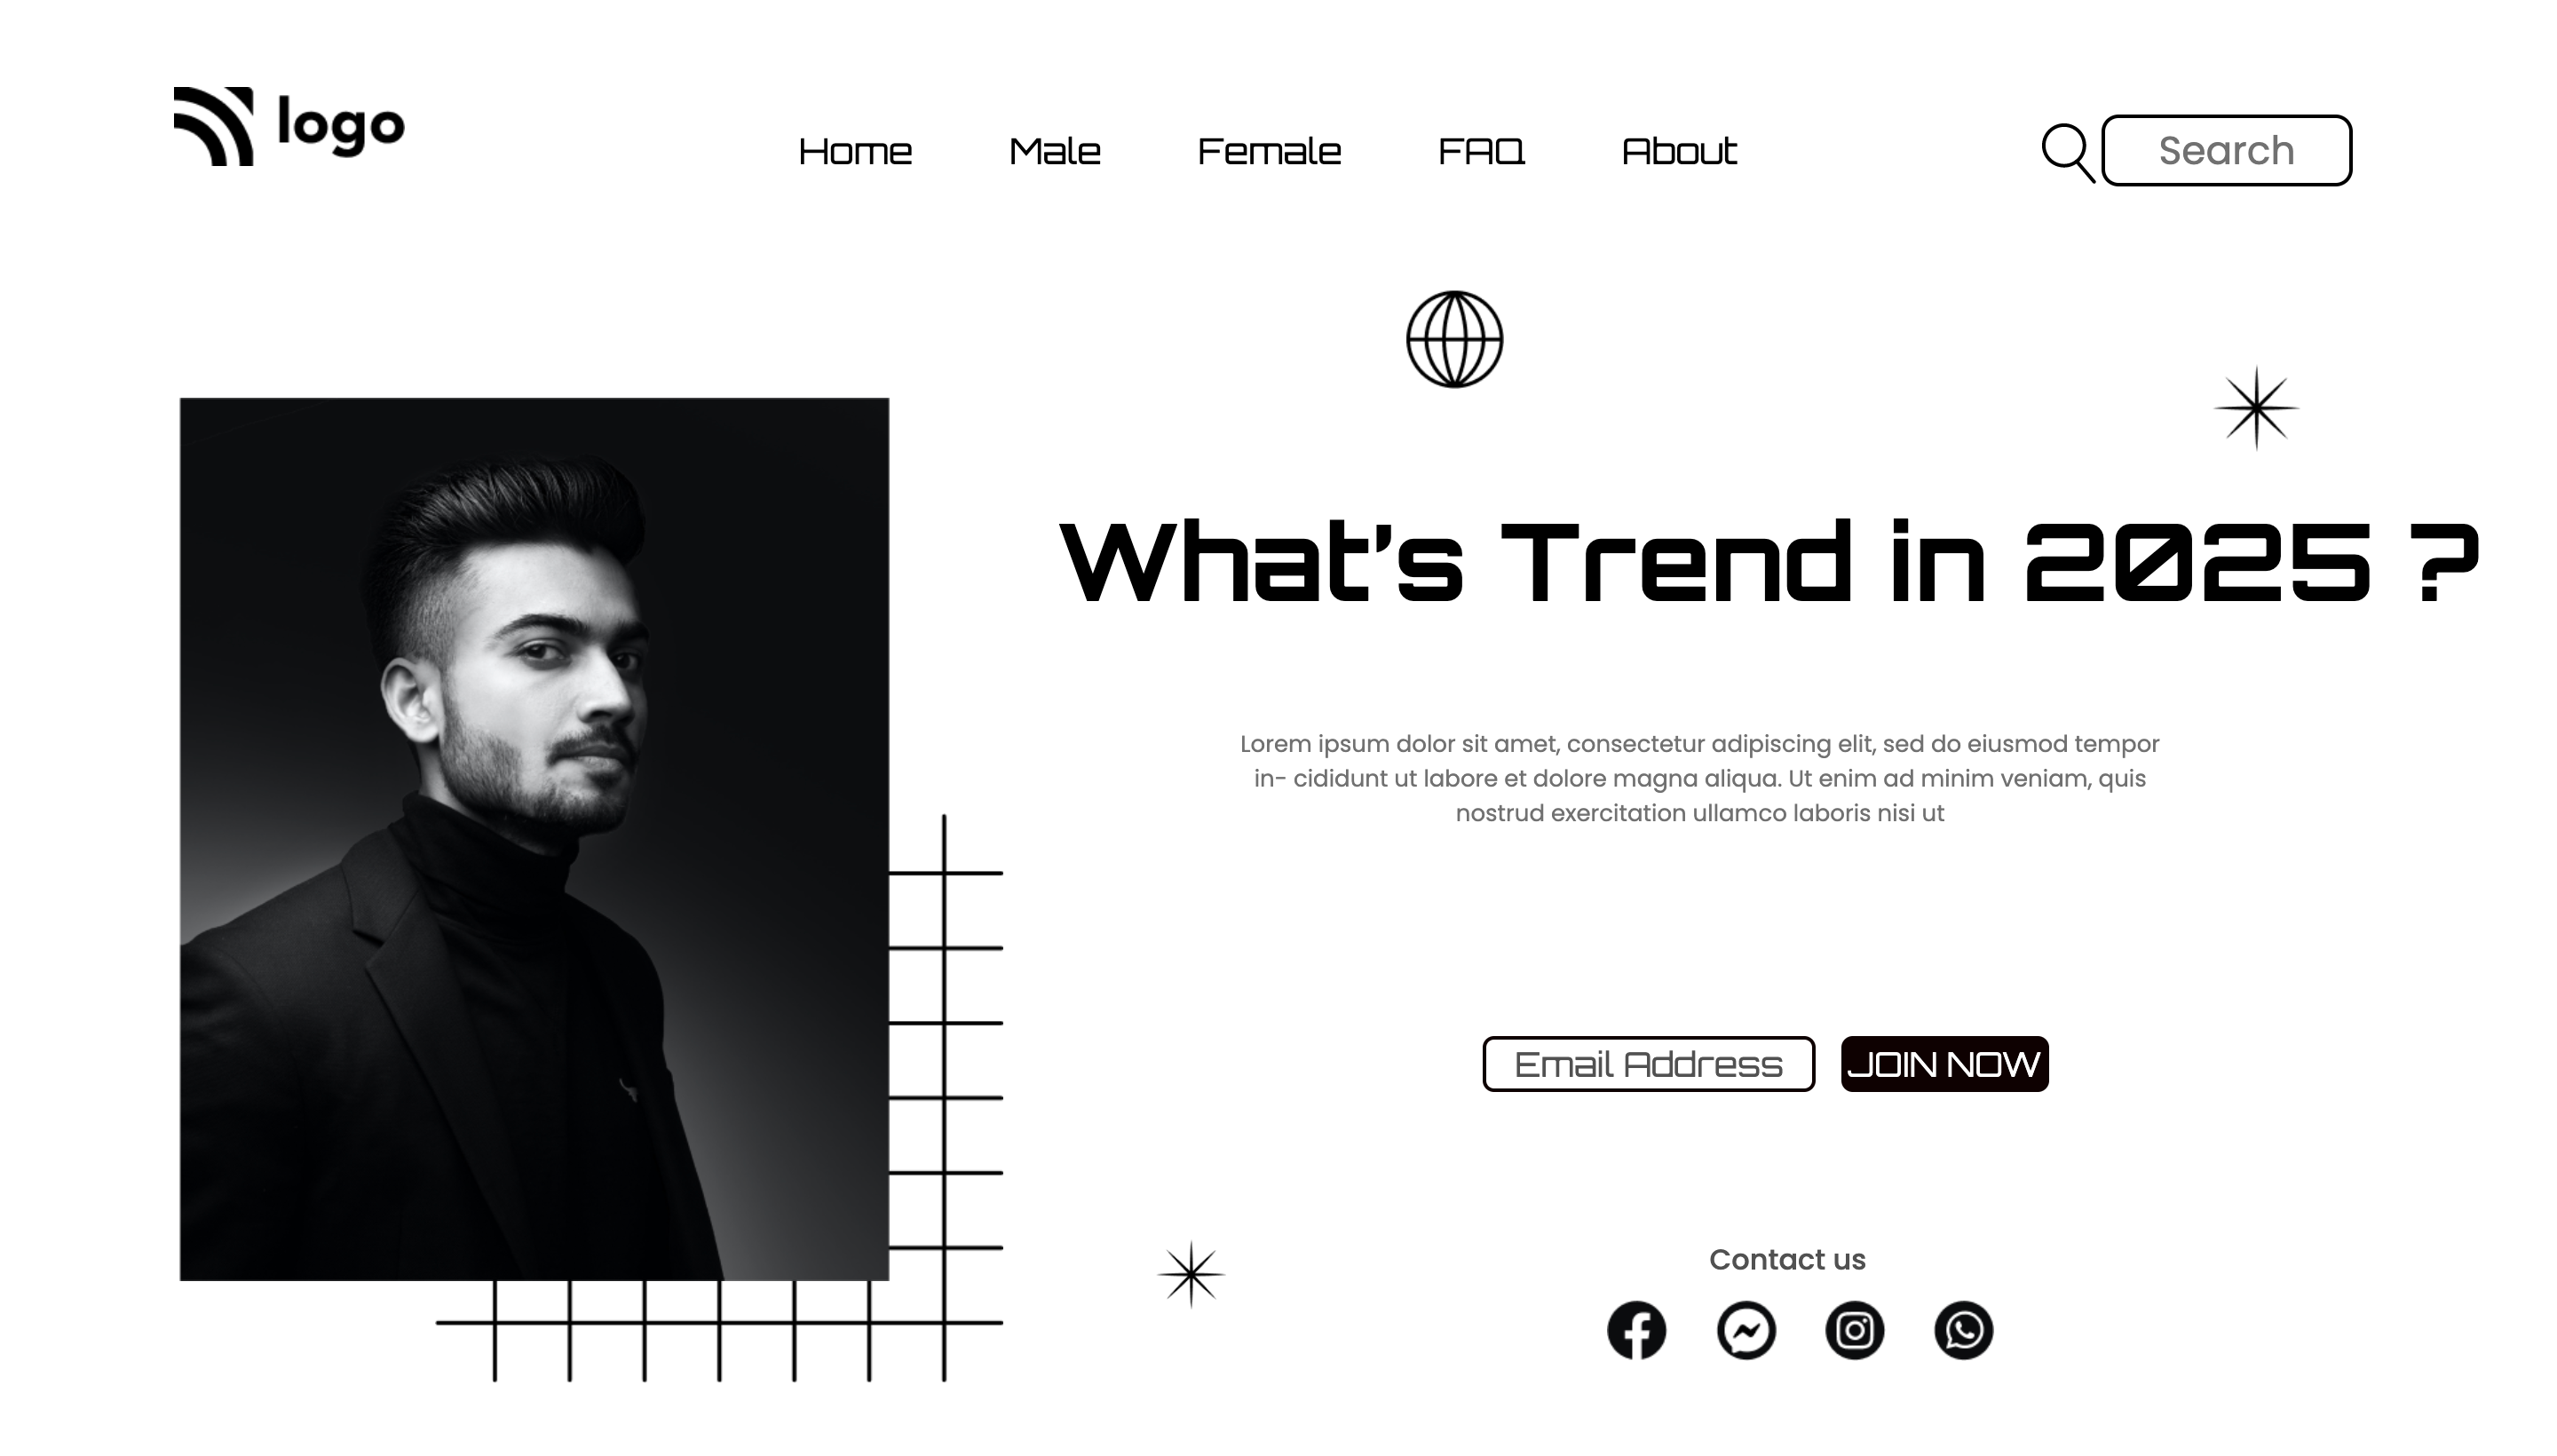 logo
Home Male Female FAQ About Search
What's Trend in 2025 ?
Lorem ipsum dolor sit amet, consectetur adipiscing elit, sed do eiusmod tempor
in- cididunt ut labore et dolore magna aliqua. Ut enim ad minim veniam, quis
nostrud exercitation ullamco laboris nisi ut
Email Address JOIN NOW
Contact us